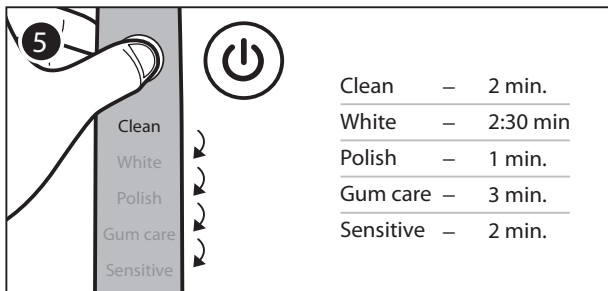 5
Clean
White
Polish
Gum care
Sensitive
Clean – 2 min.
White – 2:30 min
Polish – 1 min.
Gum care – 3 min.
Sensitive – 2 min.